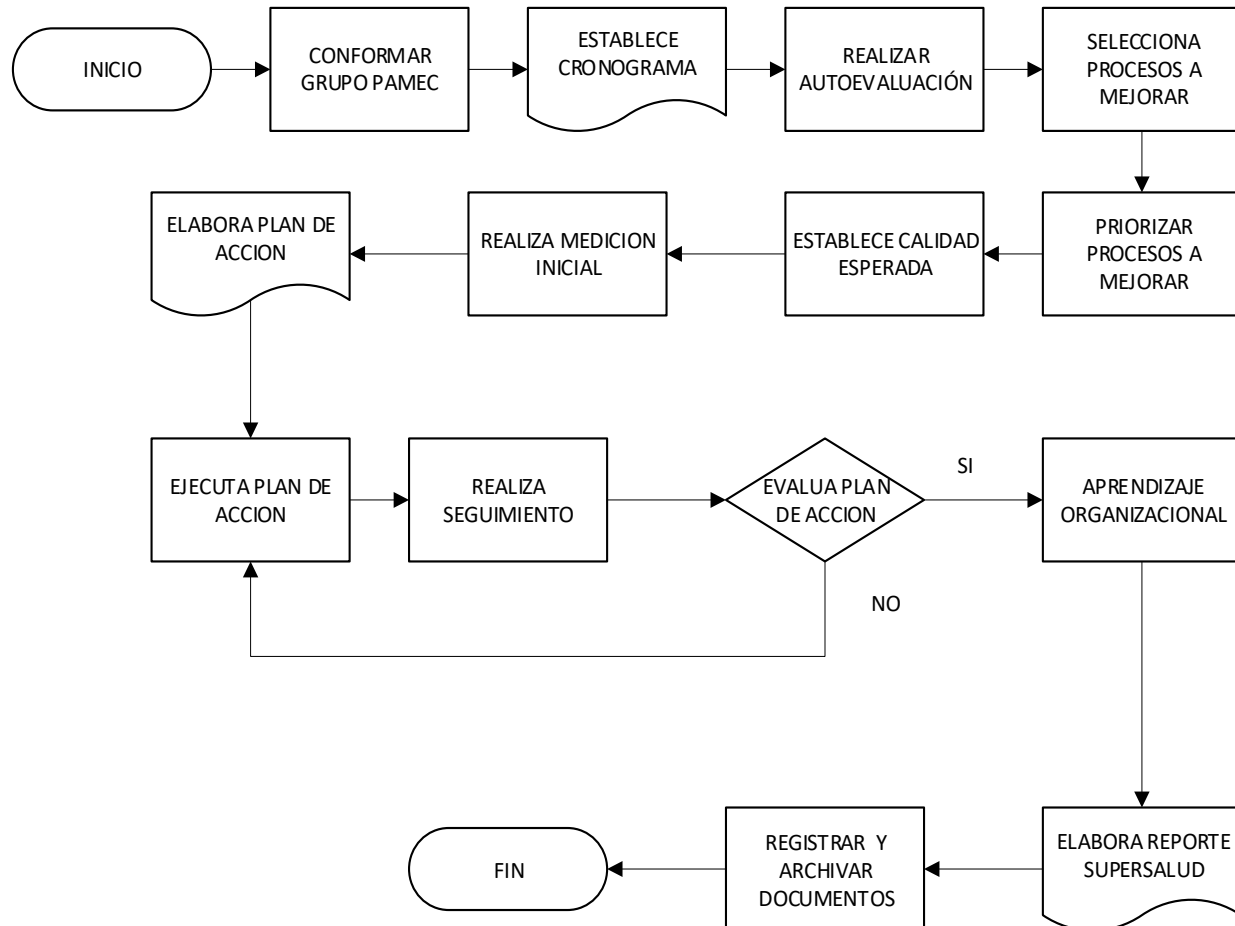 INICIO
CONFORMAR
GRUPO PAMEC
ESTABLECE
CRONOGRAMA
REALIZAR
AUTOEVALUACIÓN
SELECCIONA
PROCESOS A
MEJORAR
PRIORIZAR
PROCESOS A
MEJORAR
ESTABLECE CALIDAD
ESPERADA
REALIZA MEDICION
INICIAL
ELABORA PLAN DE
ACCION
EJECUTA PLAN DE
ACCION
REALIZA
SEGUIMIENTO
EVALUA PLAN
DE ACCION
SI
NO
APRENDIZAJE
ORGANIZACIONAL
ELABORA REPORTE
SUPERSALUD
REGISTRAR Y
ARCHIVAR
DOCUMENTOS
FIN